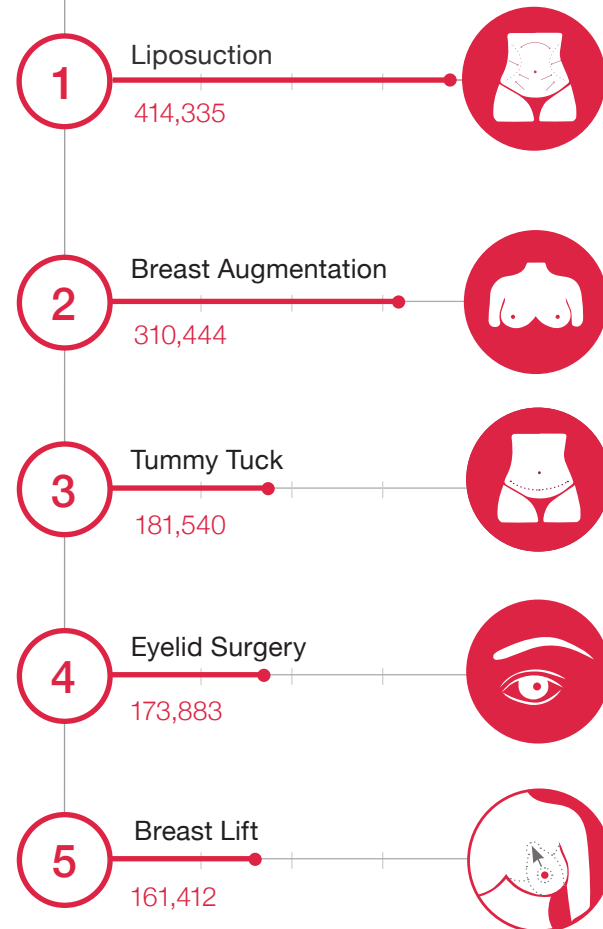 1
Liposuction
414,335
2
Breast Augmentation
310,444
3
Tummy Tuck
181,540
4
Eyelid Surgery
173,883
5
Breast Lift
161,412